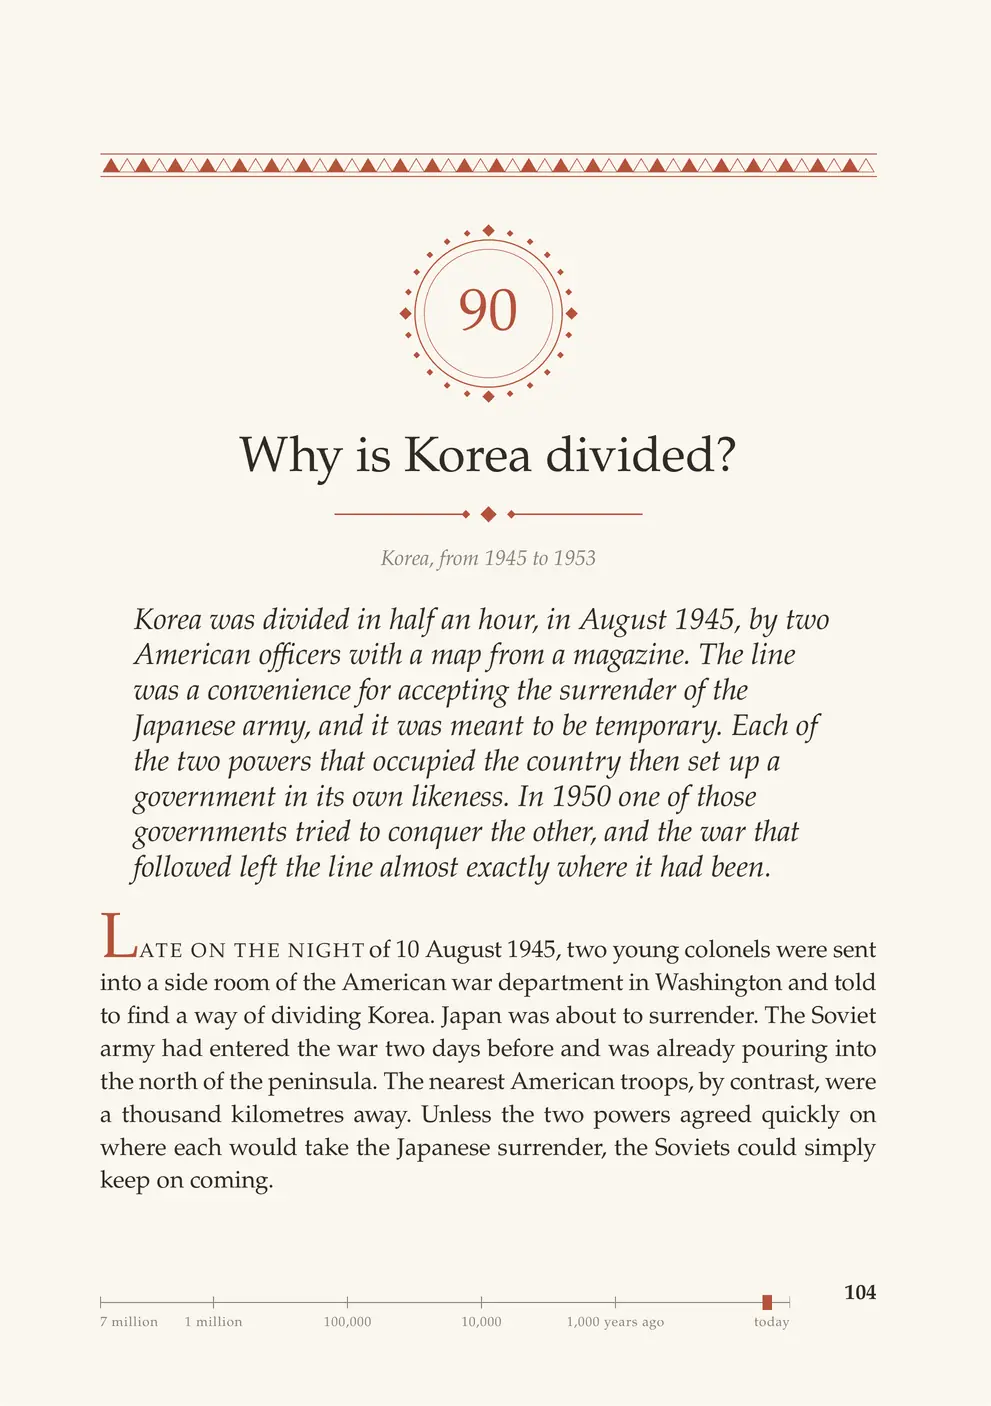 90
Why is Korea divided?
Korea, from 1945 to 1953
Korea was divided in half an hour, in August 1945, by two
American officers with a map from a magazine. The line
was a convenience for accepting the surrender of the
Japanese army, and it was meant to be temporary. Each of
the two powers that occupied the country then set up a
government in its own likeness. In 1950 one of those
governments tried to conquer the other, and the war that
followed left the line almost exactly where it had been.
LATE ON THE NIGHT of 10 August 1945, two young colonels were sent
into a side room of the American war department in Washington and told
to find a way of dividing Korea. Japan was about to surrender. The Soviet
army had entered the war two days before and was already pouring into
the north of the peninsula. The nearest American troops, by contrast, were
a thousand kilometres away. Unless the two powers agreed quickly on
where each would take the Japanese surrender, the Soviets could simply
keep on coming.
104
7 million 1 million 100,000 10,000 1,000 years ago today